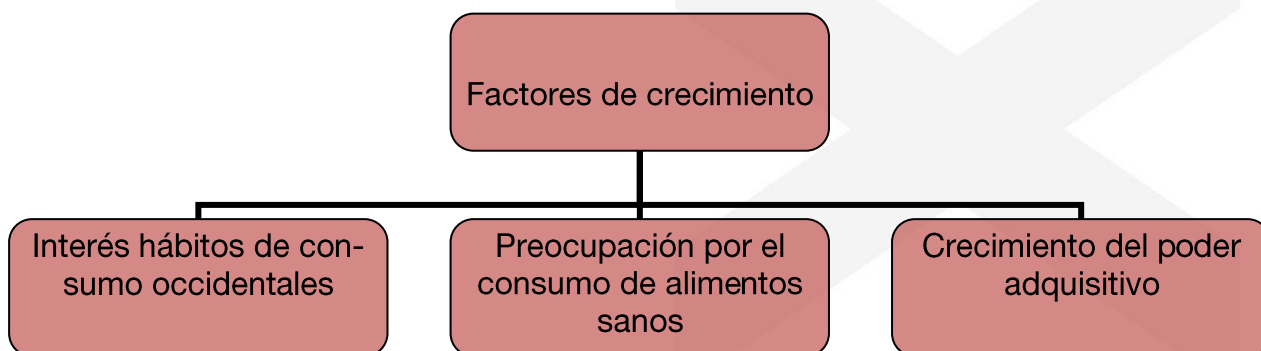 Factores de crecimiento
Interés hábitos de con-
sumo occidentales
Preocupación por el
consumo de alimentos
sanos
Crecimiento del poder
adquisitivo